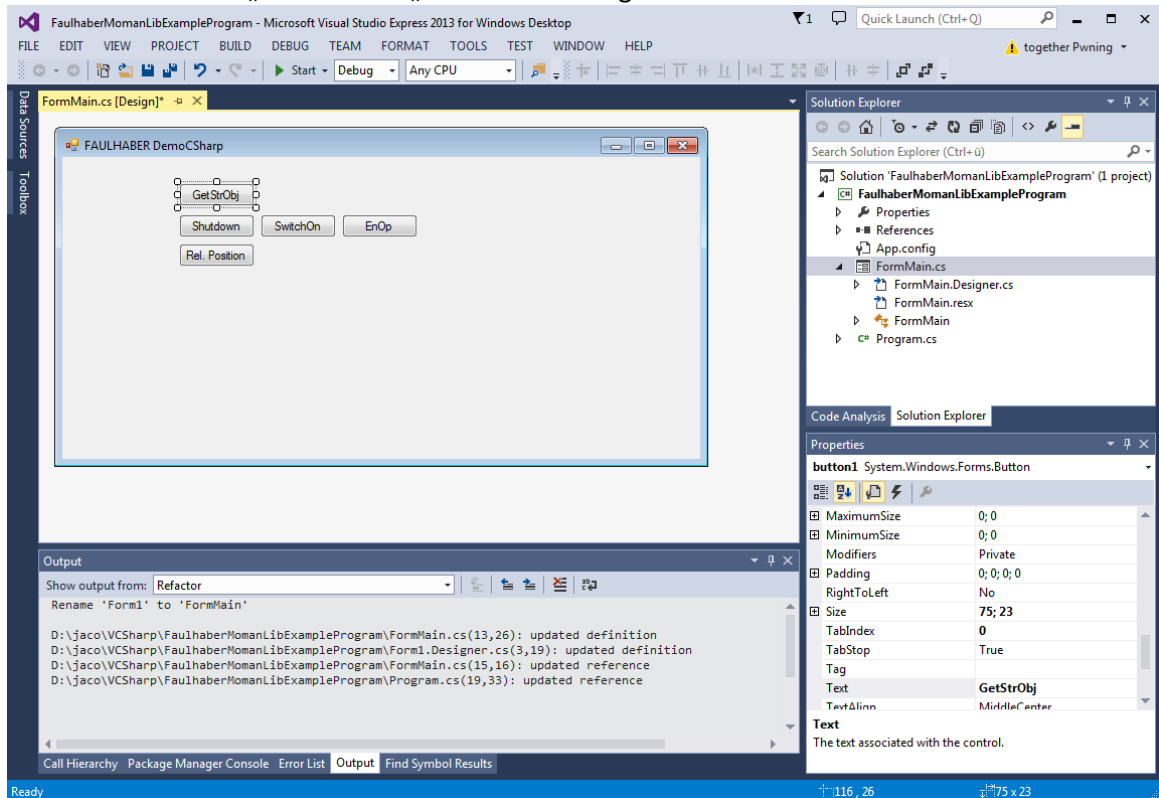 FaulhaberMomanLibExampleProgram - Microsoft Visual Studio Express 2013 for Windows Desktop
1
Quick Launch (Ctrl+Q)
FILE EDIT VIEW PROJECT BUILD DEBUG TEAM FORMAT TOOLS TEST WINDOW HELP
together Pwning
Start Debug Any CPU
Data Sources
Toolbox
FormMain.cs [Design]*
FAULHABER DemoCSharp
GetStrObj
Shutdown SwitchOn EnOp
Rel. Position
Solution Explorer
Search Solution Explorer (Ctrl+ü)
Solution 'FaulhaberMomanLibExampleProgram' (1 project)
FaulhaberMomanLibExampleProgram
Properties
References
App.config
FormMain.cs
FormMain.Designer.cs
FormMain.resx
FormMain
C# Program.cs
Code Analysis Solution Explorer
Properties
button1 System.Windows.Forms.Button
MaximumSize 0; 0
MinimumSize 0; 0
Modifiers Private
Padding 0; 0; 0; 0
RightToLeft No
Size 75; 23
TabIndex 0
TabStop True
Tag
Text GetStrObj
TextAlign MiddleCenter
Text
The text associated with the control.
Output
Show output from: Refactor
Rename 'Form1' to 'FormMain'
D:\jaco\VCSharp\FaulhaberMomanLibExampleProgram\FormMain.cs(13,26): updated definition
D:\jaco\VCSharp\FaulhaberMomanLibExampleProgram\Form1.Designer.cs(3,19): updated definition
D:\jaco\VCSharp\FaulhaberMomanLibExampleProgram\FormMain.cs(15,16): updated reference
D:\jaco\VCSharp\FaulhaberMomanLibExampleProgram\Program.cs(19,33): updated reference
Call Hierarchy Package Manager Console Error List Output Find Symbol Results
Ready
116 , 26
75 x 23